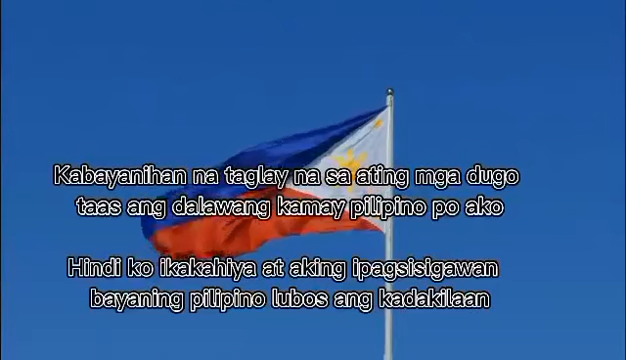 Kabayanihan na taglay na sa ating mga dugo
taas ang dalawang kamay pilipino po ako
Hindi ko ikakahiya at aking ipagsisigawan
bayaning pilipino lubos ang kadakilaan